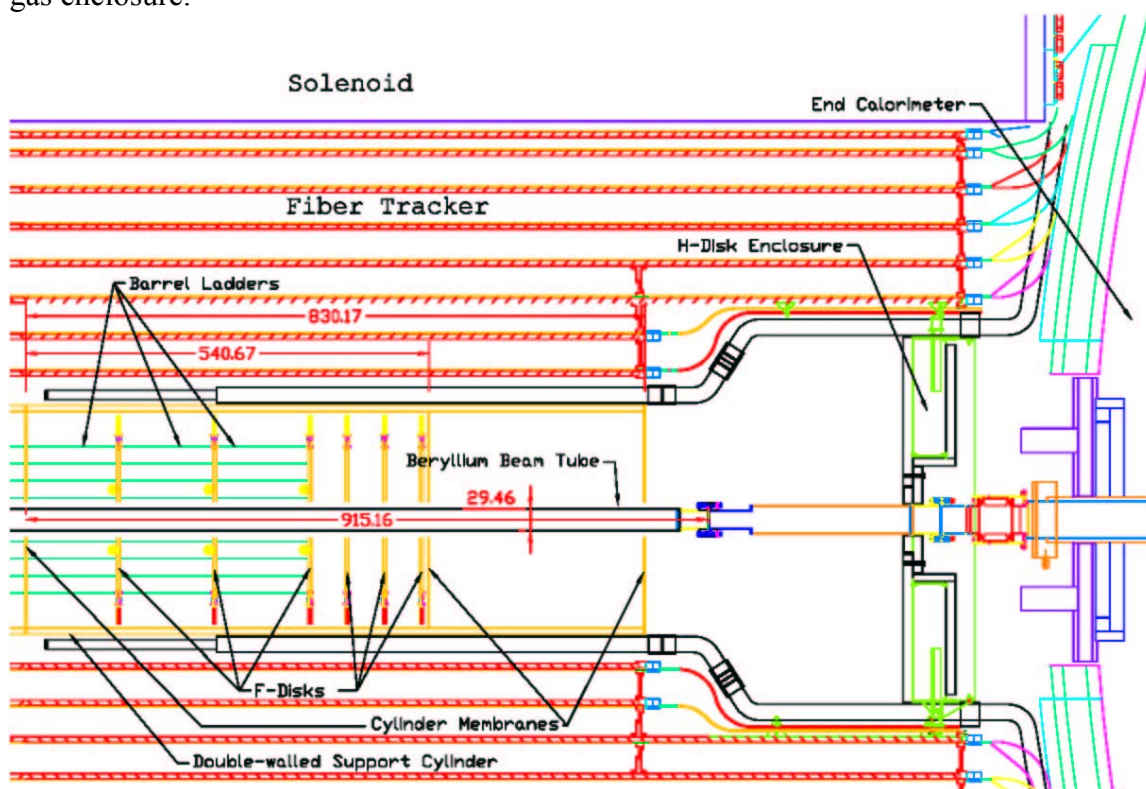 gas enclosure.
Solenoid
End Calorimeter
Fiber Tracker
H-Disk Enclosure
Barrel Ladders
830.17
540.67
Beryllium Beam Tube
29.46
915.16
F-Disks
Cylinder Membranes
Double-walled Support Cylinder